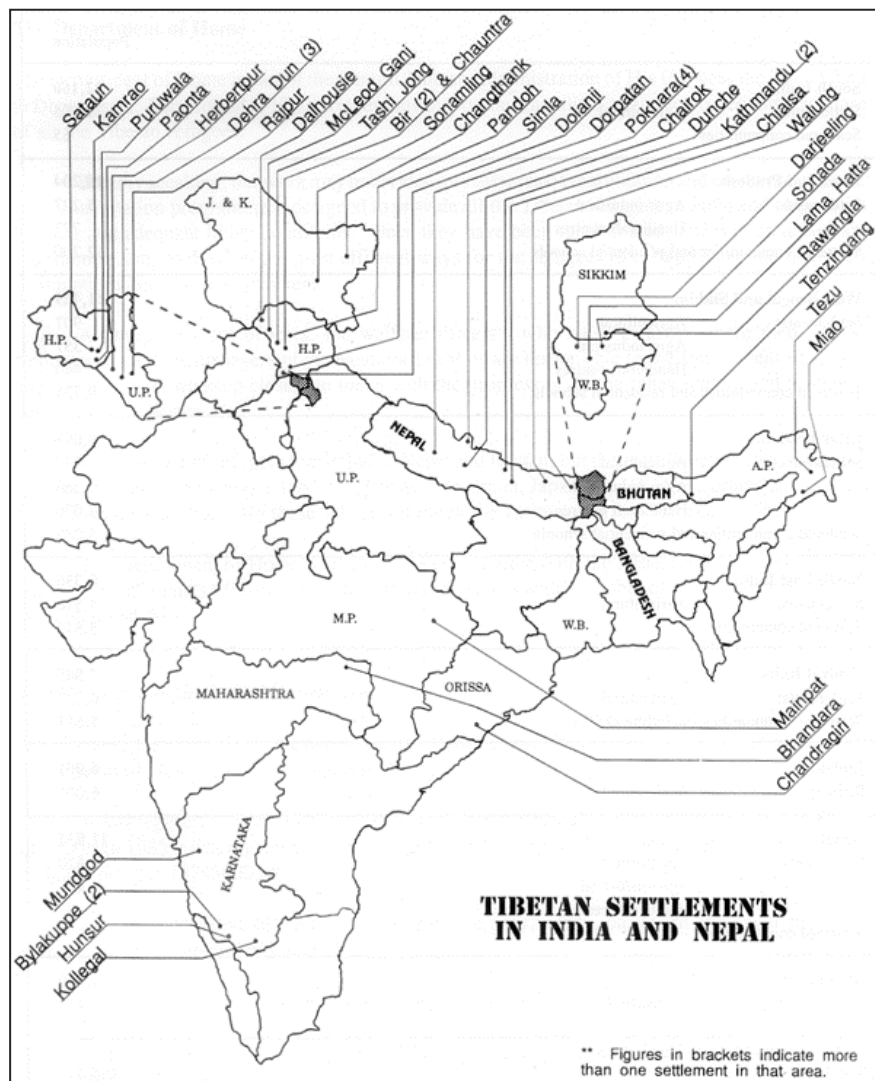 Sataun
Kamrao
Puruwala
Paonta
Herbertpur
Dehra Dun (3)
Rajpur
Dalhousie
McLeod Ganj
Tashi Jong
Bir (2) & Chauntra
Sonamling
Changthank
Pandoh
Simla
Dolanji
Dorpatan
Pokhara(4)
Chairok
Dunche
Kathmandu (2)
Chialsa
Walung
Darjeeling
Sonada
Lama Hatta
Rawangla
Tenzingang
Tezu
Miao
J. & K.
SIKKIM
H.P.
H.P.
U.P.
W.B.
NEPAL
A.P.
U.P.
BHUTAN
BANGLADESH
M.P.
W.B.
MAHARASHTRA
ORISSA
Mainpat
Bhandara
Chandragiri
KARNATAKA
Mundgod
Bylakuppe (2)
Hunsur
Kollegal
TIBETAN SETTLEMENTS
IN INDIA AND NEPAL
** Figures in brackets indicate more
than one settlement in that area.